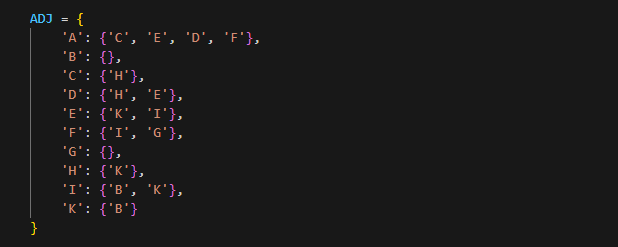 ADJ = {
    'A': {'C', 'E', 'D', 'F'},
    'B': {},
    'C': {'H'},
    'D': {'H', 'E'},
    'E': {'K', 'I'},
    'F': {'I', 'G'},
    'G': {},
    'H': {'K'},
    'I': {'B', 'K'},
    'K': {'B'}
}